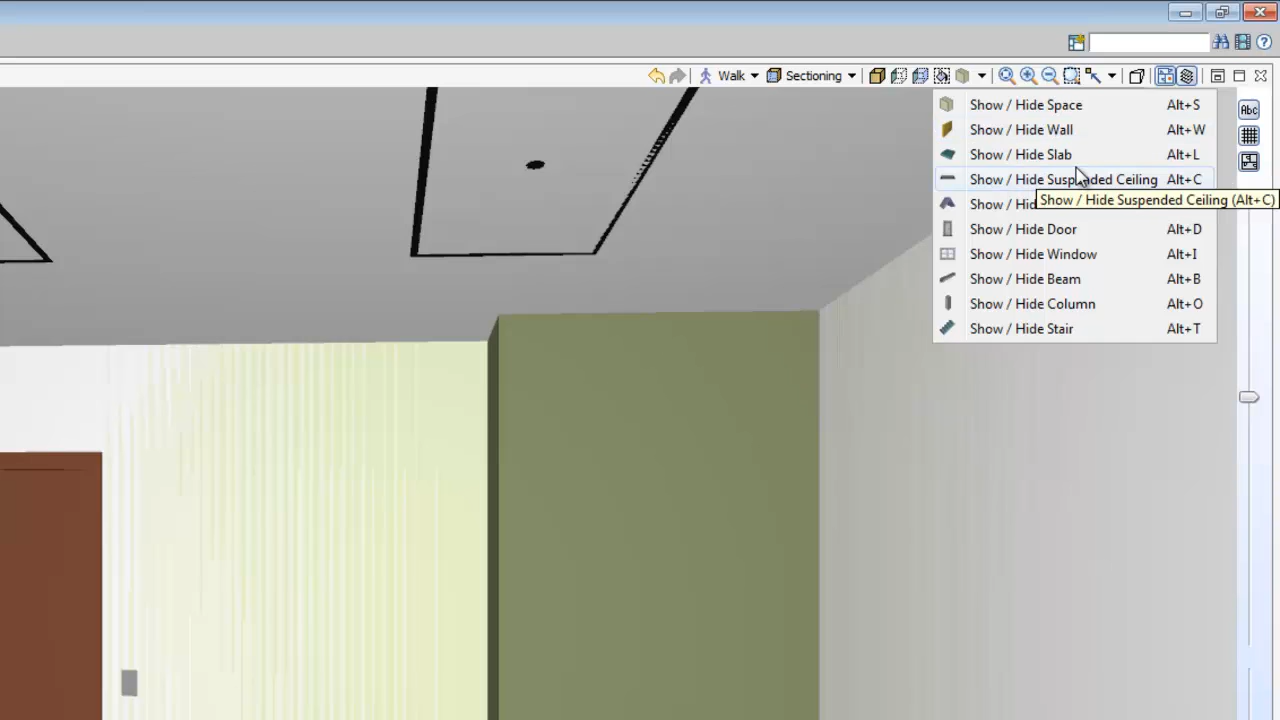 Walk
Sectioning
Show / Hide Space Alt+S
Abc
Show / Hide Wall Alt+W
Show / Hide Slab Alt+L
Show / Hide Suspended Ceiling Alt+C
Show / Hide Suspended Ceiling (Alt+C)
Show / Hid
Show / Hide Door Alt+D
Show / Hide Window Alt+I
Show / Hide Beam Alt+B
Show / Hide Column Alt+O
Show / Hide Stair Alt+T